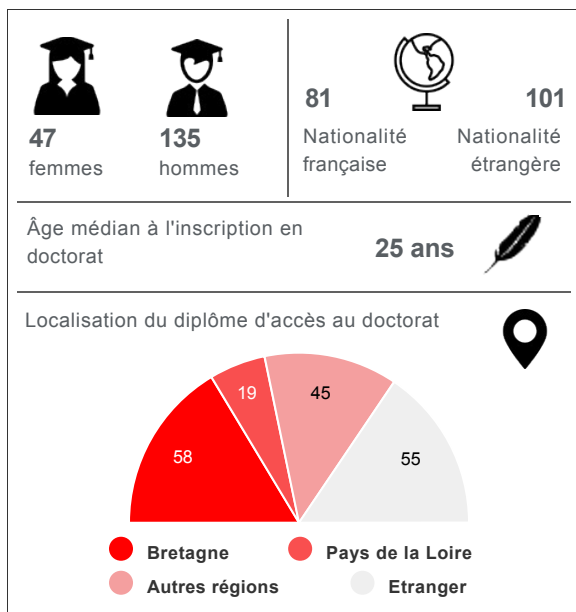 47
femmes
135
hommes
81
Nationalité
française
101
Nationalité
étrangère
Âge médian à l'inscription en
doctorat
25 ans
Localisation du diplôme d'accès au doctorat
58
19
45
55
Bretagne
Pays de la Loire
Autres régions
Etranger